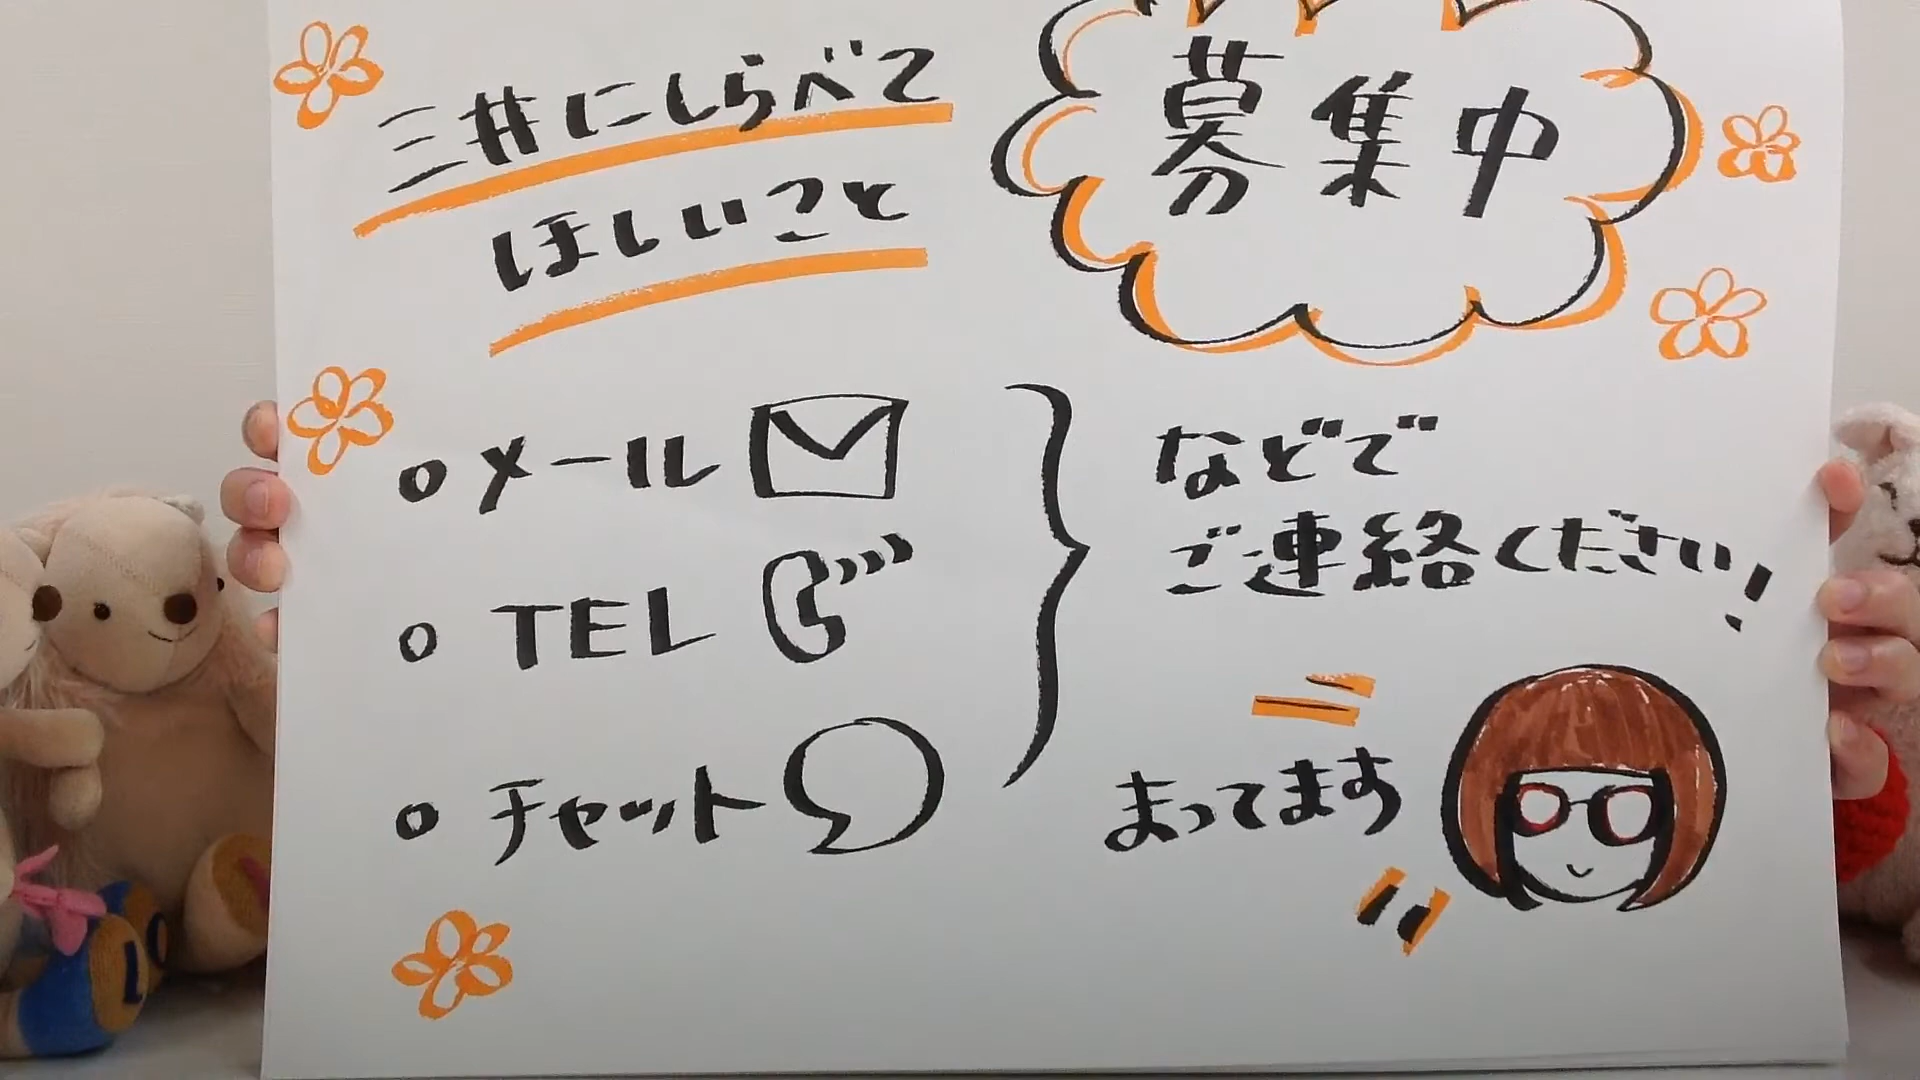 三井にしらべて
ほしいこと
募集中
○メール
○TEL
○チャット
などで
ご連絡ください!
まってます